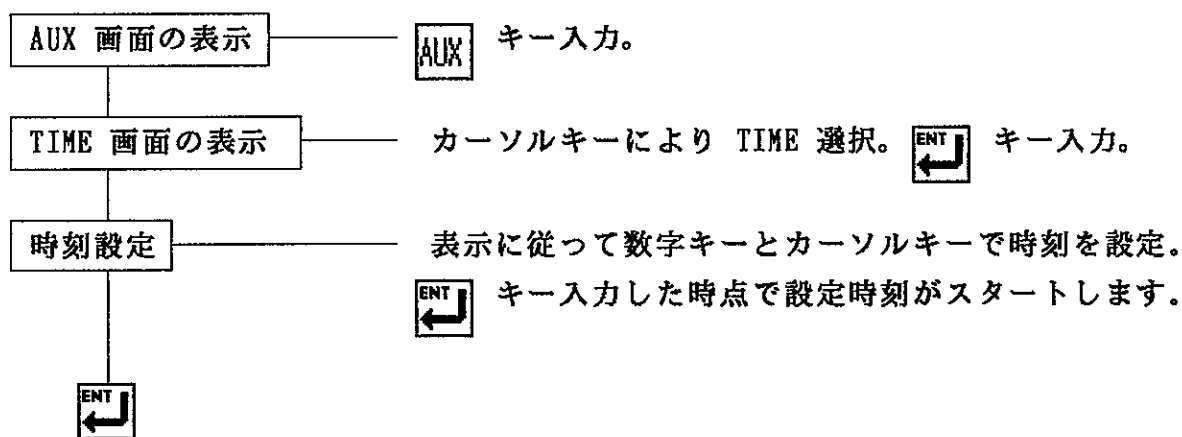 AUX 画面の表示 AUX キー入力。
TIME 画面の表示 カーソルキーにより TIME 選択。 ENT キー入力。
時刻設定 表示に従って数字キーとカーソルキーで時刻を設定。
ENT キー入力した時点で設定時刻がスタートします。
ENT